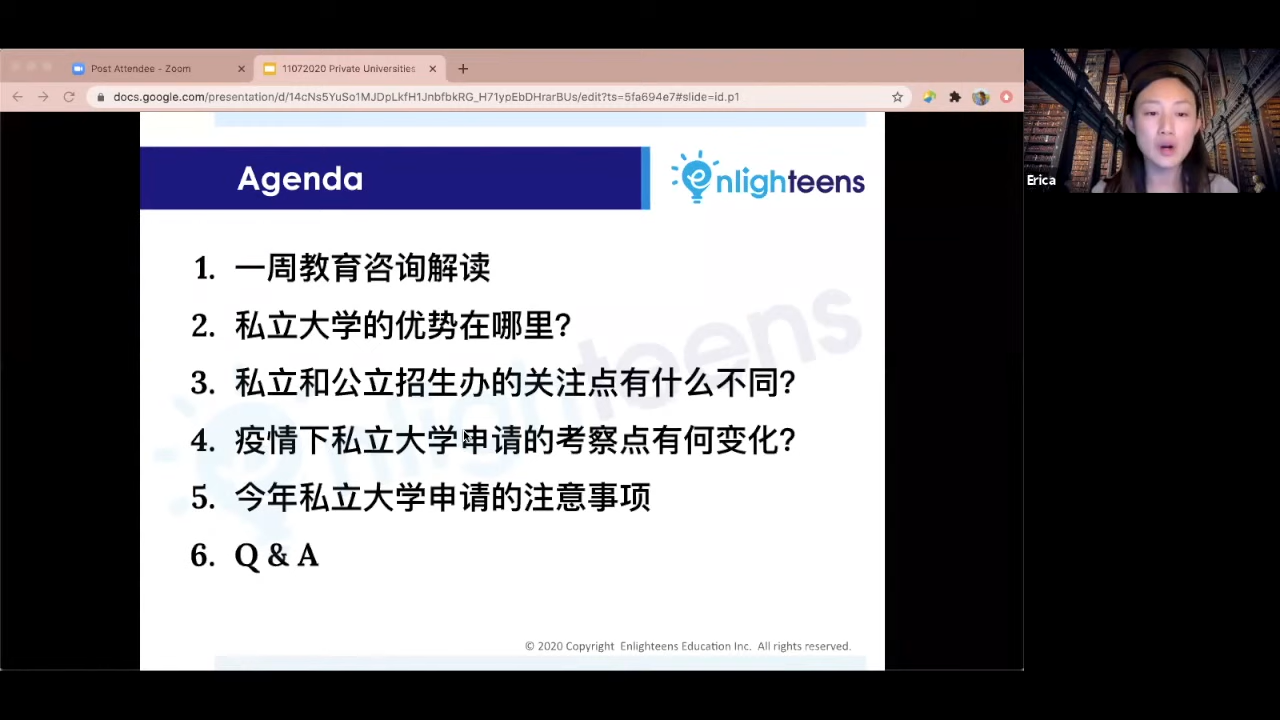 Post Attendee - Zoom
11072020 Private Universities
docs.google.com/presentation/d/14cNs5YuSo1MJDpLkfH1JnbfbkRG_H71ypEbDHrarBUs/edit?ts=5fa694e7#slide=id.p1
Erica
Agenda
enlighteens
1. 一周教育咨询解读
2. 私立大学的优势在哪里?
3. 私立和公立招生办的关注点有什么不同?
4. 疫情下私立大学申请的考察点有何变化?
5. 今年私立大学申请的注意事项
6. Q & A
enlighteens
© 2020 Copyright Enlighteens Education Inc. All rights reserved.